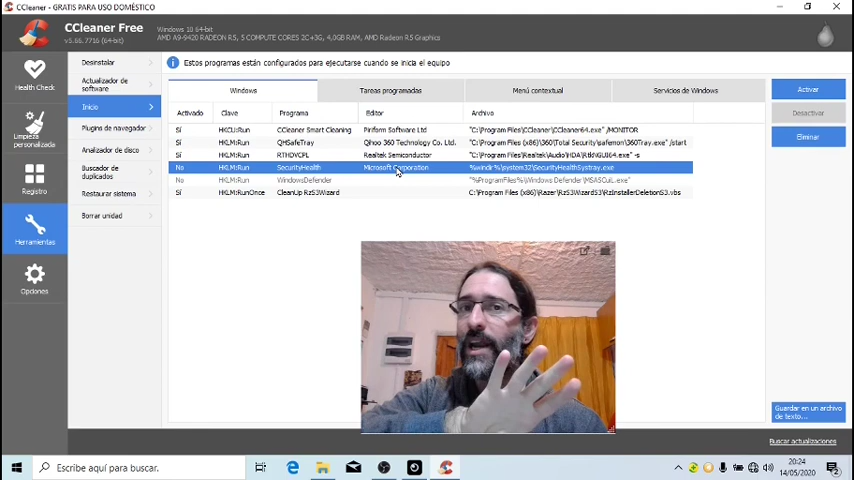 CCleaner - GRATIS PARA USO DOMÉSTICO
CCleaner Free
v5.66.7716 (64-bit)
Windows 10 64-bit
AMD A9-9420 RADEON R5, 5 COMPUTE CORES 2C+3G, 4,0GB RAM, AMD Radeon R5 Graphics
Health Check
Limpieza personalizada
Registro
Herramientas
Opciones
Desinstalar
Actualizador de software
Inicio
Plugins de navegador
Analizador de disco
Buscador de duplicados
Restaurar sistema
Borrar unidad
Estos programas están configurados para ejecutarse cuando se inicia el equipo
Windows Tareas programadas Menú contextual Servicios de Windows
Activado Clave Programa Editor Archivo
Sí HKCU:Run CCleaner Smart Cleaning Piriform Software Ltd "C:\Program Files\CCleaner\CCleaner64.exe" /MONITOR
Sí HKLM:Run QHSafeTray Qihoo 360 Technology Co. Ltd. "C:\Program Files (x86)\360\Total Security\safemon\360Tray.exe" /start
Sí HKLM:Run RTHDVCPL Realtek Semiconductor "C:\Program Files\Realtek\Audio\HDA\RtkNGUI64.exe" -s
No HKLM:Run SecurityHealth Microsoft Corporation %windir%\system32\SecurityHealthSystray.exe
No HKLM:Run WindowsDefender "%ProgramFiles%\Windows Defender\MSASCuiL.exe"
Sí HKLM:RunOnce CleanUp RzS3Wizard C:\Program Files (x86)\Razer\RzS3WizardS3\RzInstallerDeletionS3.vbs
Activar
Desactivar
Eliminar
Guardar en un archivo de texto...
Buscar actualizaciones
Escribe aquí para buscar.
20:24
14/05/2020
2